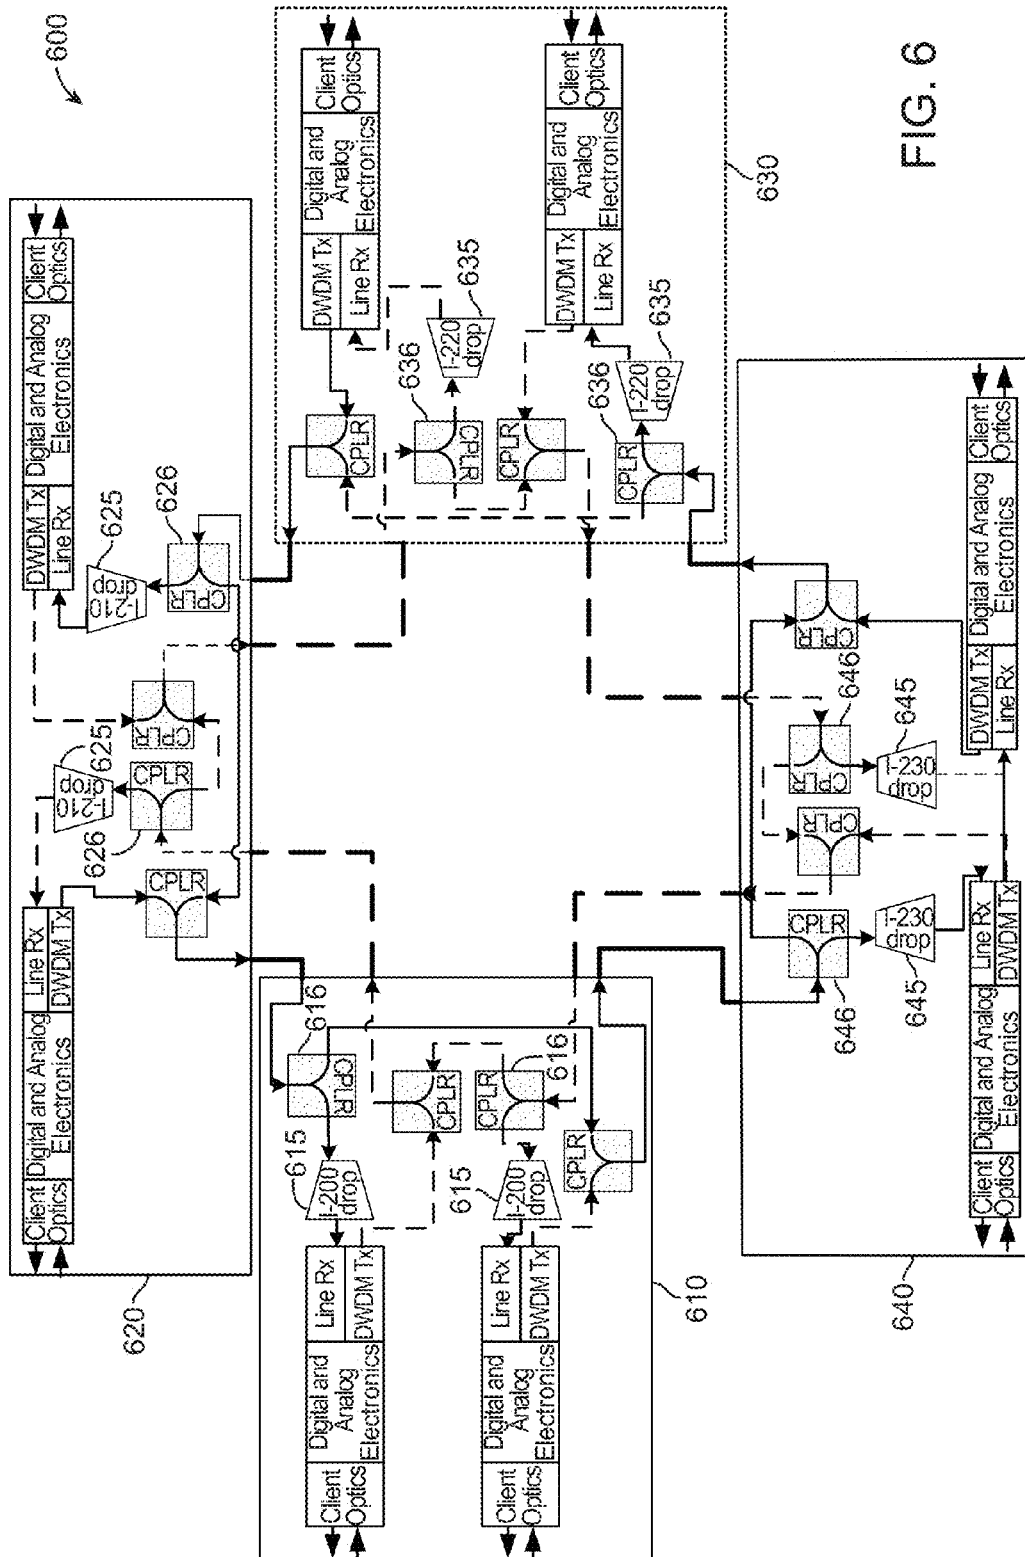 FIG. 6
600
620
Client
Optics
Digital and Analog
Electronics
Line Rx
DWDM Tx
CPLR
626
CPLR
l-210
drop
625
CPLR
CPLR
626
l-210
drop
625
DWDM Tx
Line Rx
Digital and Analog
Electronics
Client
Optics
610
Client
Optics
Digital and
Analog
Electronics
Line Rx
DWDM Tx
l-200
drop
615
CPLR
616
CPLR
Client
Optics
Digital and
Analog
Electronics
Line Rx
DWDM Tx
l-200
drop
615
CPLR
616
CPLR
630
CPLR
DWDM Tx
Line Rx
Digital and
Analog
Electronics
Client
Optics
CPLR
636
l-220
drop
635
CPLR
DWDM Tx
Line Rx
Digital and
Analog
Electronics
Client
Optics
CPLR
636
l-220
drop
635
640
Client
Optics
Digital and Analog
Electronics
Line Rx
DWDM Tx
CPLR
646
l-230
drop
645
CPLR
CPLR
646
l-230
drop
645
CPLR
DWDM Tx
Line Rx
Digital and Analog
Electronics
Client
Optics